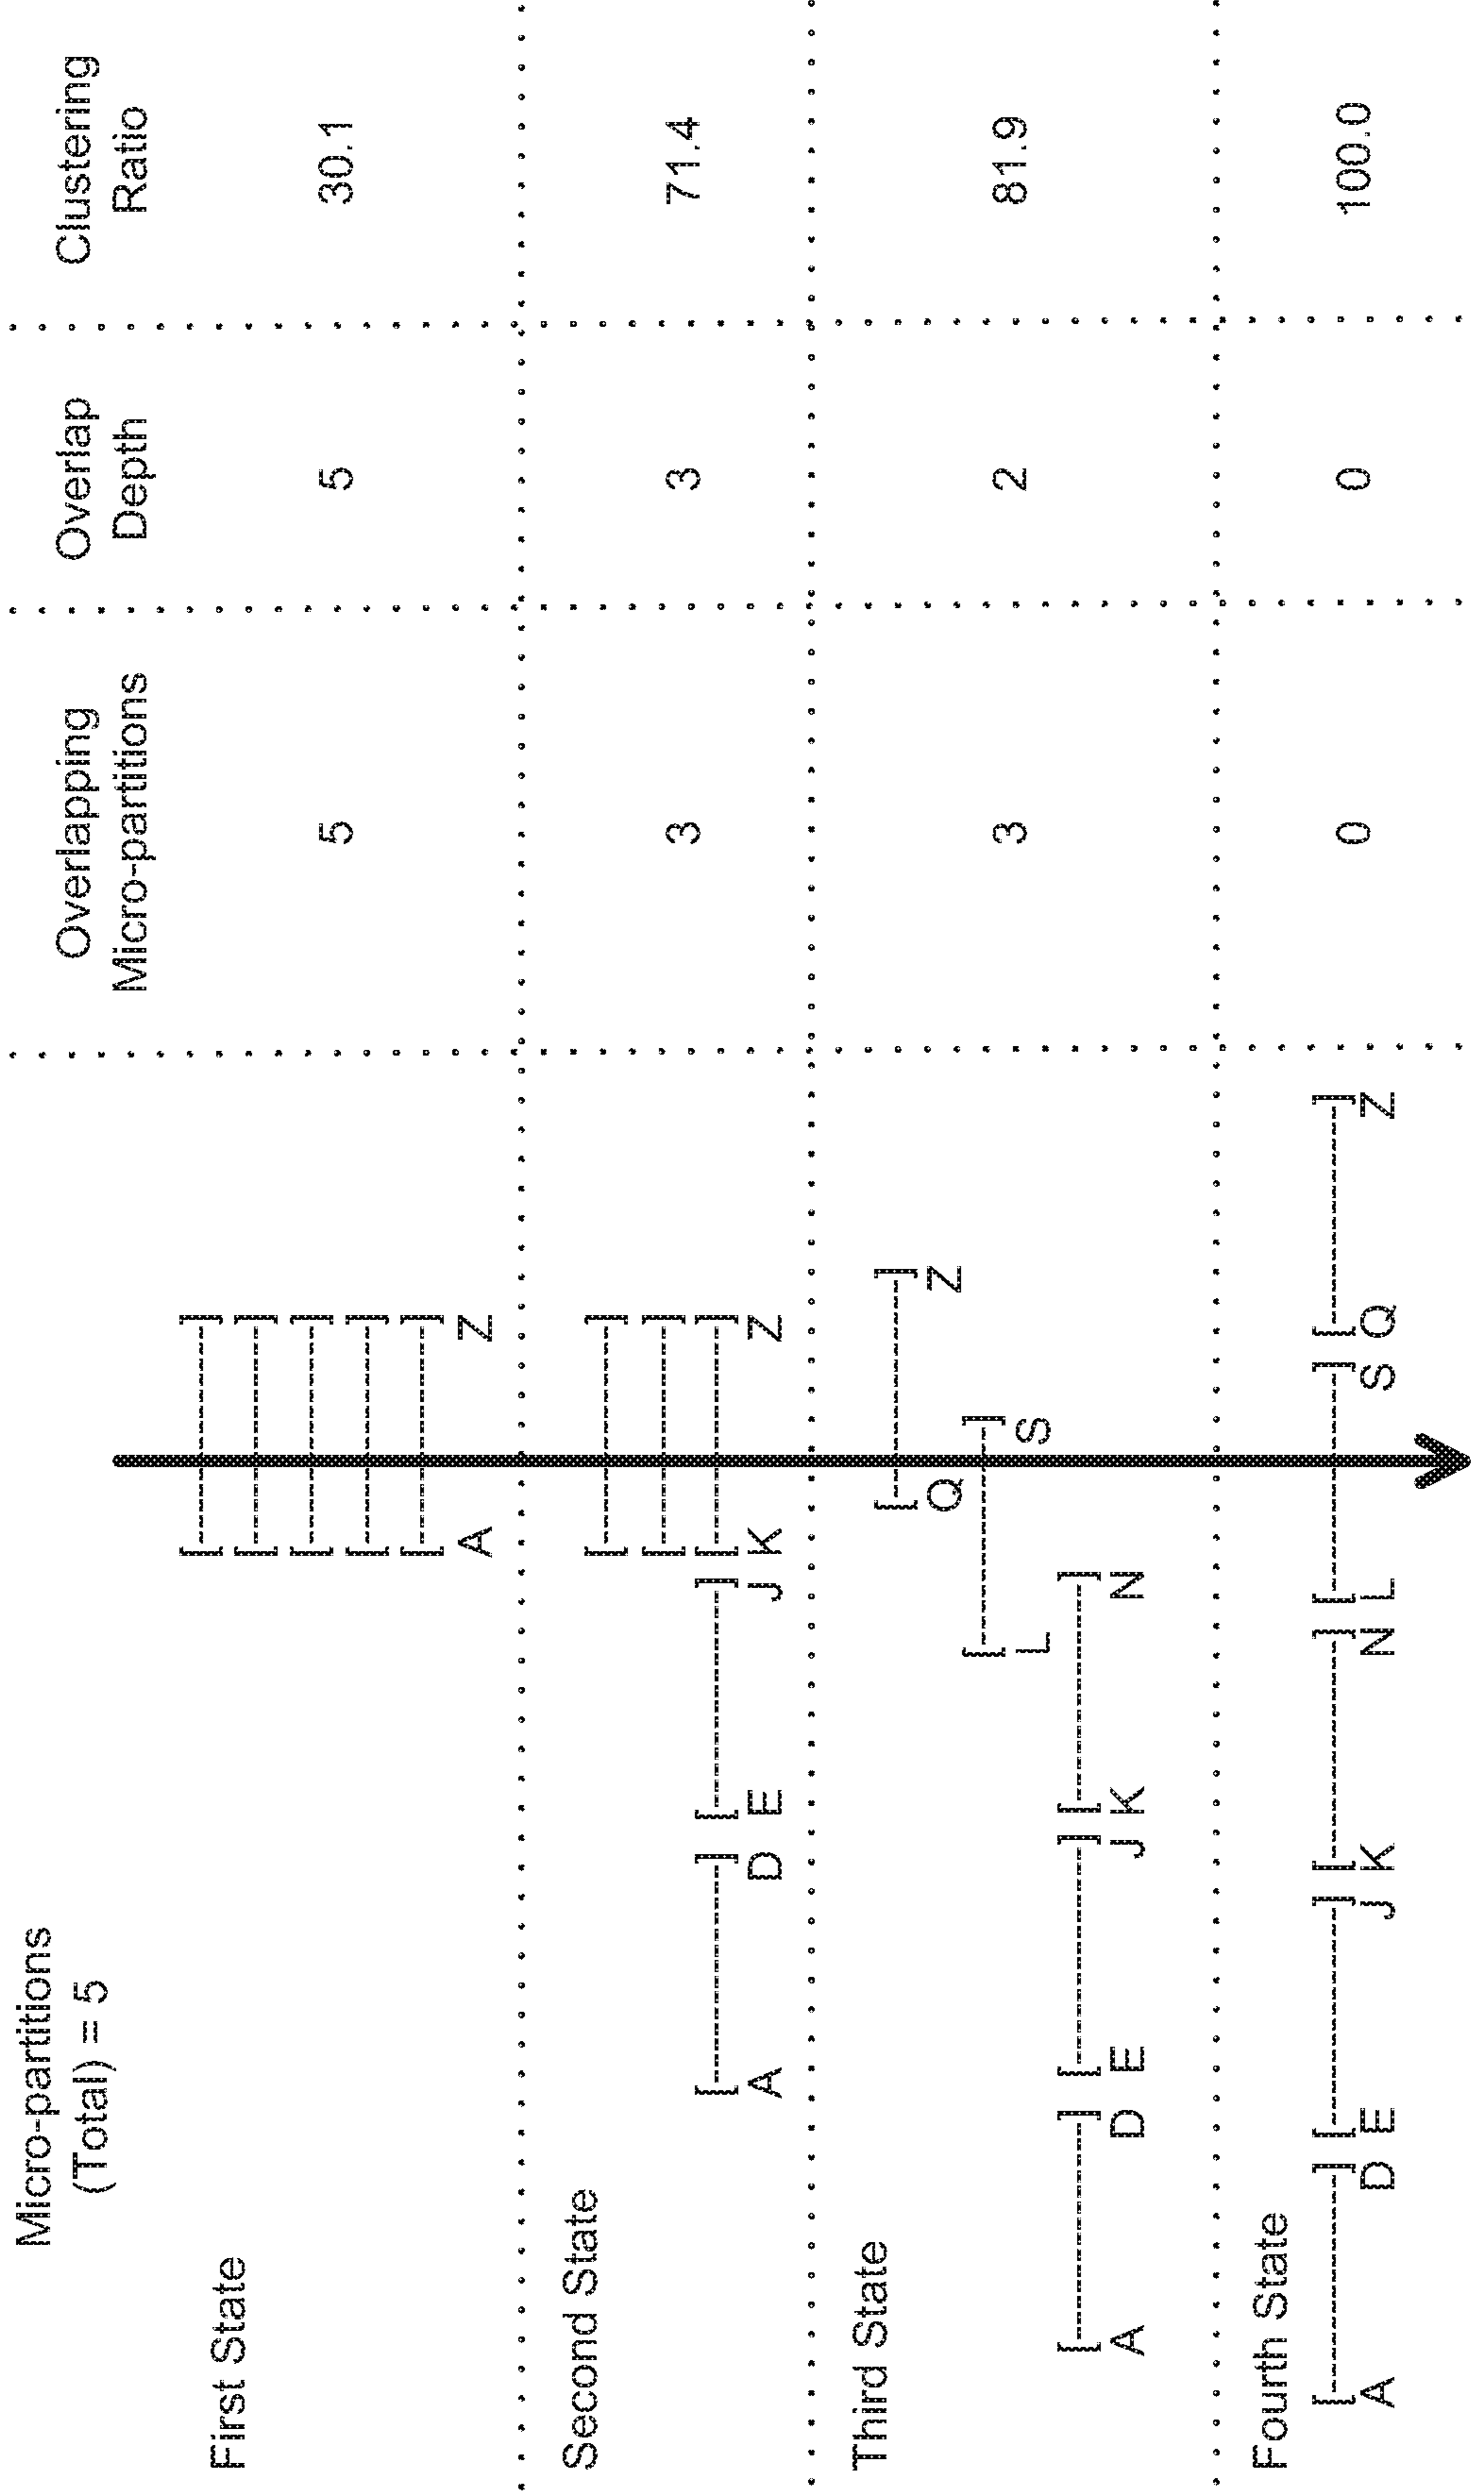 Micro-partitions
(Total) = 5
Overlapping
Micro-partitions
Overlap
Depth
Clustering
Ratio
First State
A Z
5
5
30.1
Second State
A D E J K Z
3
3
71.4
Third State
Q Z
L S
A D E J K N
3
2
81.9
Fourth State
A D E J K N L S Q Z
0
0
100.0